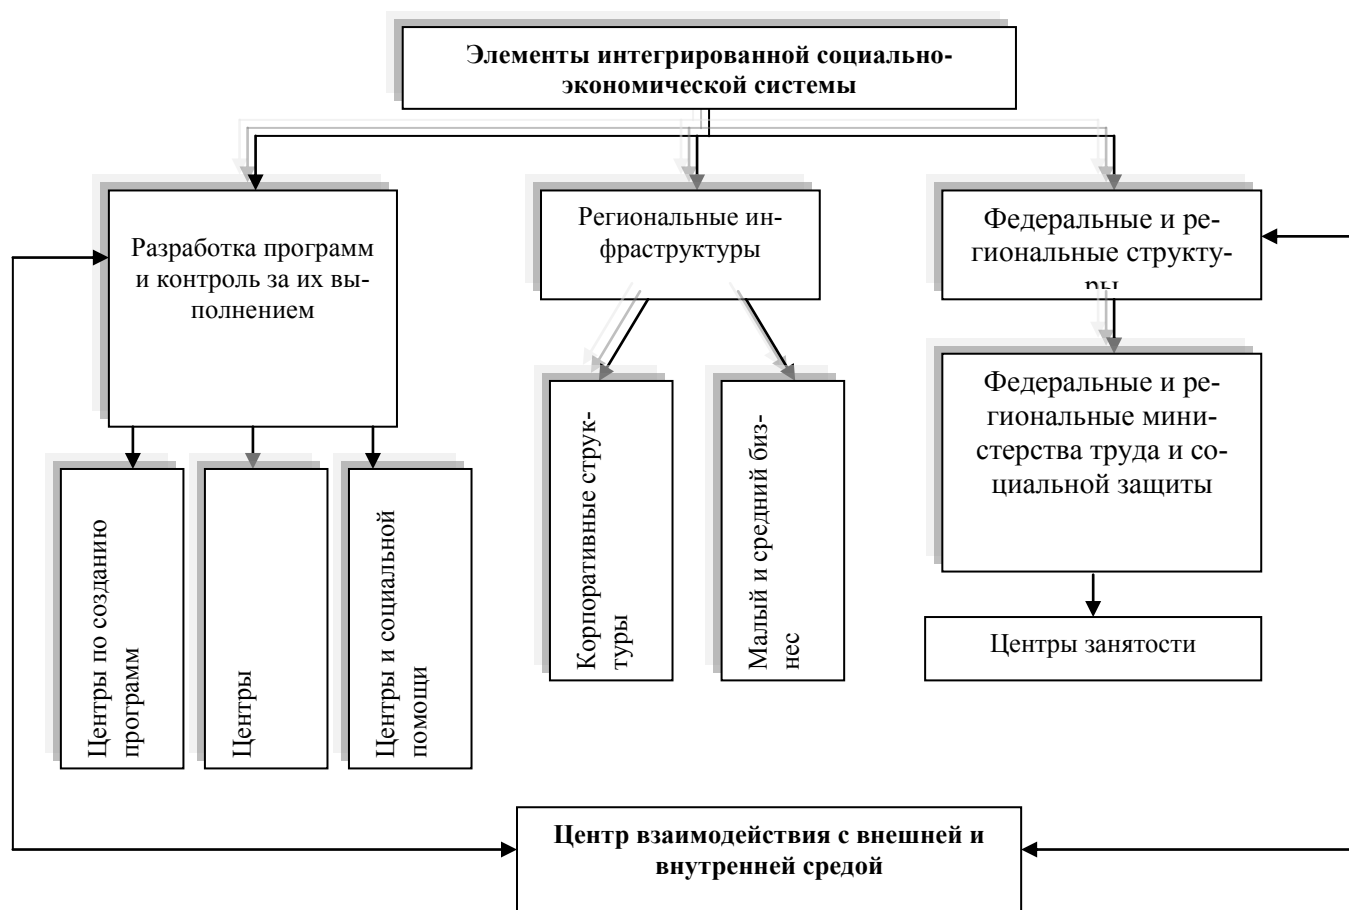 Элементы интегрированной социально-
экономической системы
Разработка программ
и контроль за их вы-
полнением
Региональные ин-
фраструктуры
Федеральные и ре-
гиональные структу-
ры
Центры по созданию
программ
Центры
Центры и социальной
помощи
Корпоративные струк-
туры
Малый и средний биз-
нес
Федеральные и ре-
гиональные мини-
стерства труда и со-
циальной защиты
Центры занятости
Центр взаимодействия с внешней и
внутренней средой